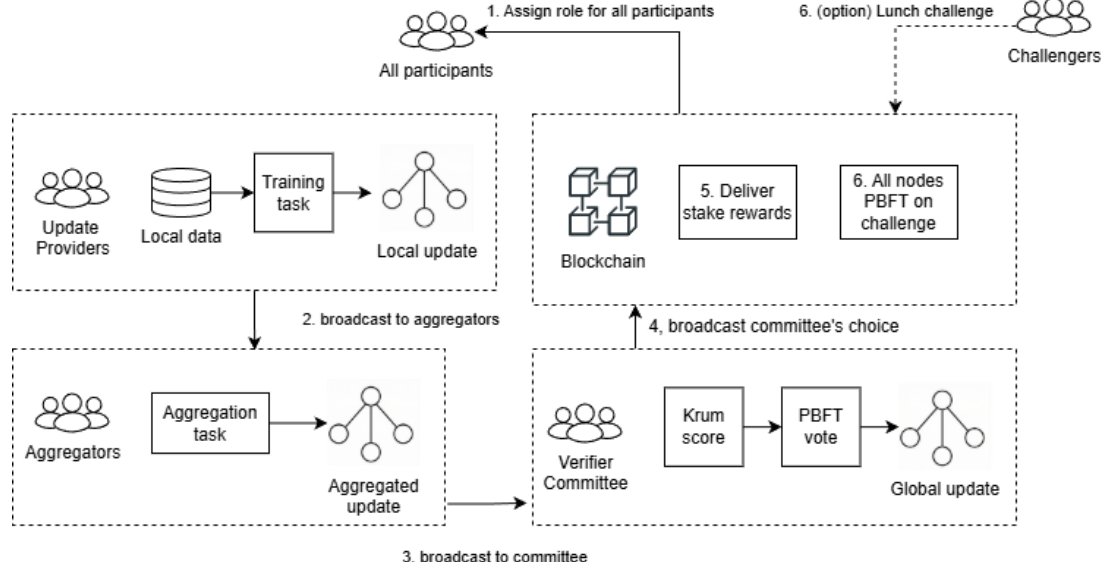 1. Assign role for all participants
6. (option) Lunch challenge
All participants
Challengers
Update
Providers
Local data
Training
task
Local update
Blockchain
5. Deliver
stake rewards
6. All nodes
PBFT on
challenge
2. broadcast to aggregators
4, broadcast committee's choice
Aggregators
Aggregation
task
Aggregated
update
Verifier
Committee
Krum
score
PBFT
vote
Global update
3. broadcast to committee